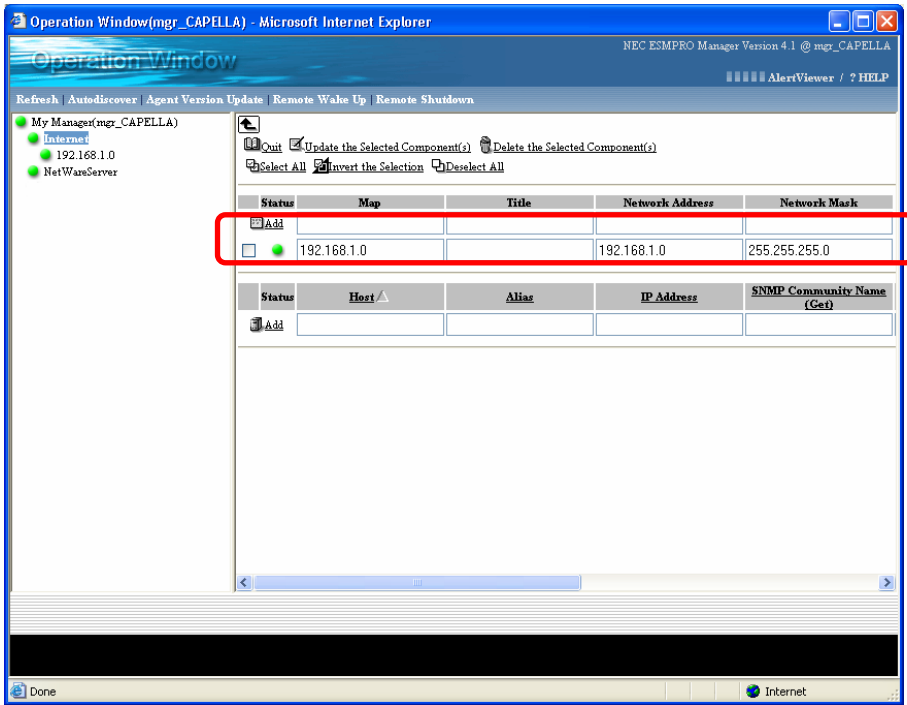 Operation Window(mgr_CAPELLA) - Microsoft Internet Explorer
NEC ESMPRO Manager Version 4.1 @ mgr_CAPELLA
Operation Window
AlertViewer / ? HELP
Refresh | Autodiscover | Agent Version Update | Remote Wake Up | Remote Shutdown
My Manager(mgr_CAPELLA)
Internet
192.168.1.0
NetWareServer
Quit Update the Selected Component(s) Delete the Selected Component(s)
Select All Invert the Selection Deselect All
Status Map Title Network Address Network Mask
Add
192.168.1.0 192.168.1.0 255.255.255.0
Status Host Alias IP Address SNMP Community Name (Get)
Add
Done Internet